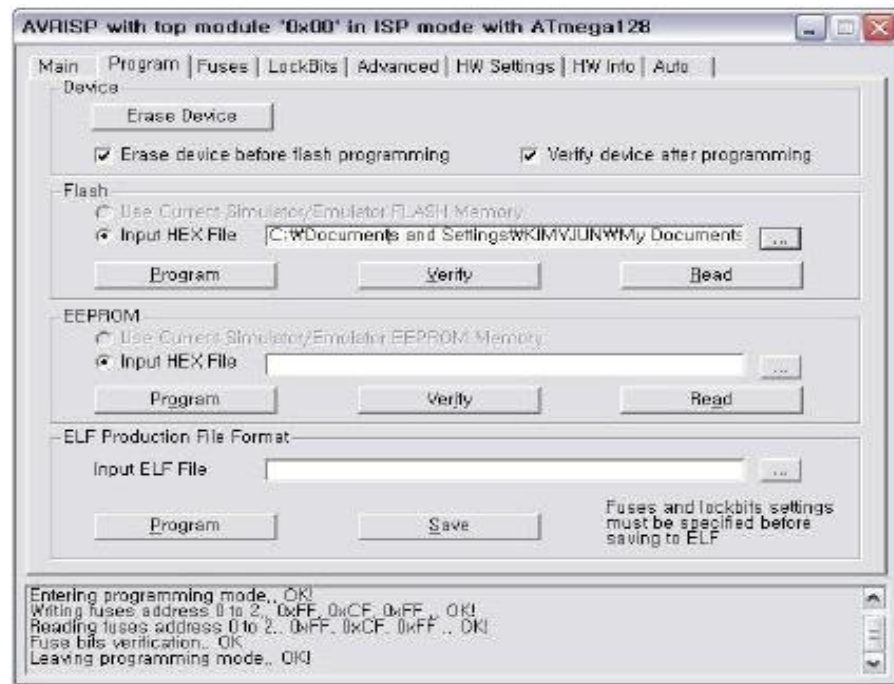 AVRISP with top module '0x00' in ISP mode with ATmega128
Main Program Fuses LockBits Advanced HW Settings HW Info Auto
Device
Erase Device
Erase device before flash programming Verify device after programming
Flash
Use Current Simulator/Emulator FLASH Memory
Input HEX File C:₩Documents and Settings₩KIMYJUN₩My Documents ...
Program Verify Read
EEPROM
Use Current Simulator/Emulator EEPROM Memory
Input HEX File ...
Program Verify Read
ELF Production File Format
Input ELF File ...
Program Save
Fuses and lockbits settings
must be specified before
saving to ELF
Entering programming mode.. OK!
Writing fuses address 0 to 2.. 0xFF, 0xCF, 0xFF .. OK!
Reading fuses address 0 to 2.. 0xFF, 0xCF, 0xFF .. OK!
Fuse bits verification.. OK
Leaving programming mode.. OK!